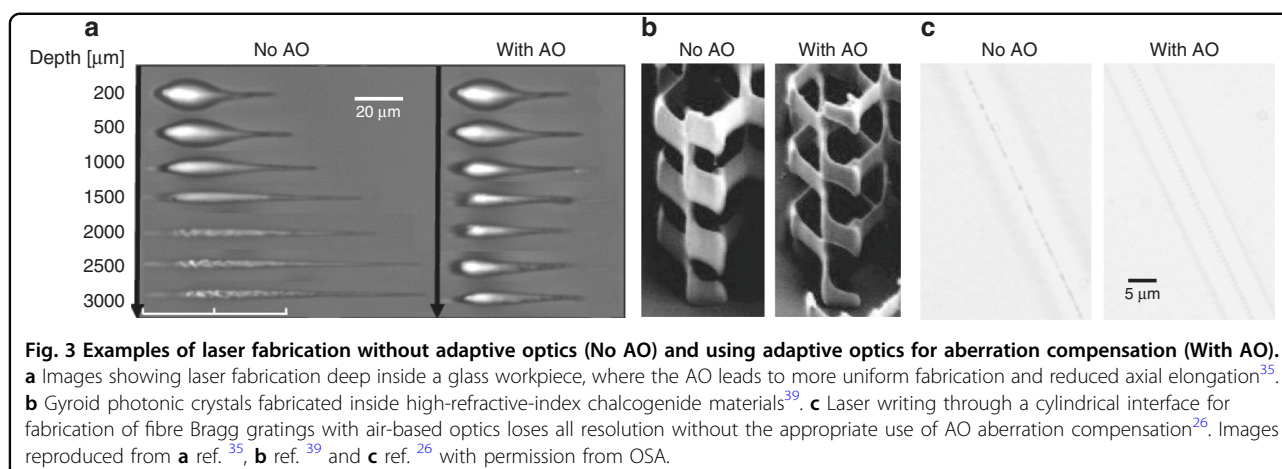 a
b
c
No AO
With AO
No AO
With AO
No AO
With AO
Depth [µm]
200
500
1000
1500
2000
2500
3000
20 µm
5 µm
Fig. 3 Examples of laser fabrication without adaptive optics (No AO) and using adaptive optics for aberration compensation (With AO).
a Images showing laser fabrication deep inside a glass workpiece, where the AO leads to more uniform fabrication and reduced axial elongation35.
b Gyroid photonic crystals fabricated inside high-refractive-index chalcogenide materials39. c Laser writing through a cylindrical interface for
fabrication of fibre Bragg gratings with air-based optics loses all resolution without the appropriate use of AO aberration compensation26. Images
reproduced from a ref. 35, b ref. 39 and c ref. 26 with permission from OSA.